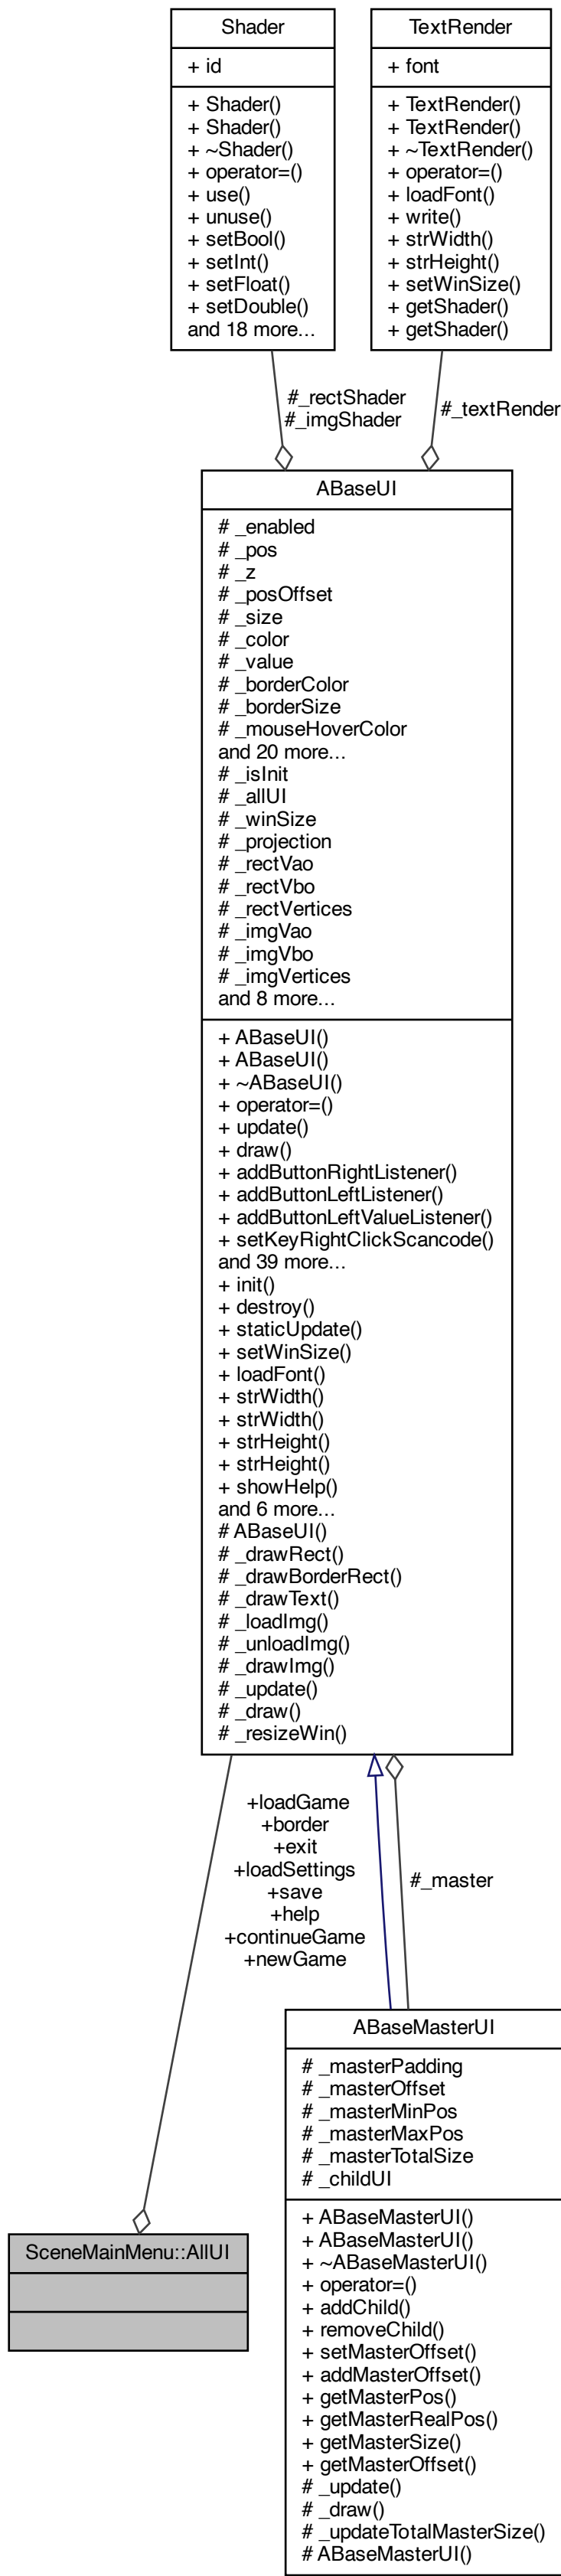 Shader
+ id
+ Shader()
+ Shader()
+ ~Shader()
+ operator=()
+ use()
+ unuse()
+ setBool()
+ setInt()
+ setFloat()
+ setDouble()
and 18 more...
TextRender
+ font
+ TextRender()
+ TextRender()
+ ~TextRender()
+ operator=()
+ loadFont()
+ write()
+ strWidth()
+ strHeight()
+ setWinSize()
+ getShader()
+ getShader()
#_rectShader
#_imgShader
#_textRender
ABaseUI
# _enabled
# _pos
# _z
# _posOffset
# _size
# _color
# _value
# _borderColor
# _borderSize
# _mouseHoverColor
and 20 more...
# _isInit
# _allUI
# _winSize
# _projection
# _rectVao
# _rectVbo
# _rectVertices
# _imgVao
# _imgVbo
# _imgVertices
and 8 more...
+ ABaseUI()
+ ABaseUI()
+ ~ABaseUI()
+ operator=()
+ update()
+ draw()
+ addButtonRightListener()
+ addButtonLeftListener()
+ addButtonLeftValueListener()
+ setKeyRightClickScancode()
and 39 more...
+ init()
+ destroy()
+ staticUpdate()
+ setWinSize()
+ loadFont()
+ strWidth()
+ strWidth()
+ strHeight()
+ strHeight()
+ showHelp()
and 6 more...
# ABaseUI()
# _drawRect()
# _drawBorderRect()
# _drawText()
# _loadImg()
# _unloadImg()
# _drawImg()
# _update()
# _draw()
# _resizeWin()
+loadGame
+border
+exit
+loadSettings
+save
+help
+continueGame
+newGame
#_master
ABaseMasterUI
# _masterPadding
# _masterOffset
# _masterMinPos
# _masterMaxPos
# _masterTotalSize
# _childUI
+ ABaseMasterUI()
+ ABaseMasterUI()
+ ~ABaseMasterUI()
+ operator=()
+ addChild()
+ removeChild()
+ setMasterOffset()
+ addMasterOffset()
+ getMasterPos()
+ getMasterRealPos()
+ getMasterSize()
+ getMasterOffset()
# _update()
# _draw()
# _updateTotalMasterSize()
# ABaseMasterUI()
SceneMainMenu::AllUI